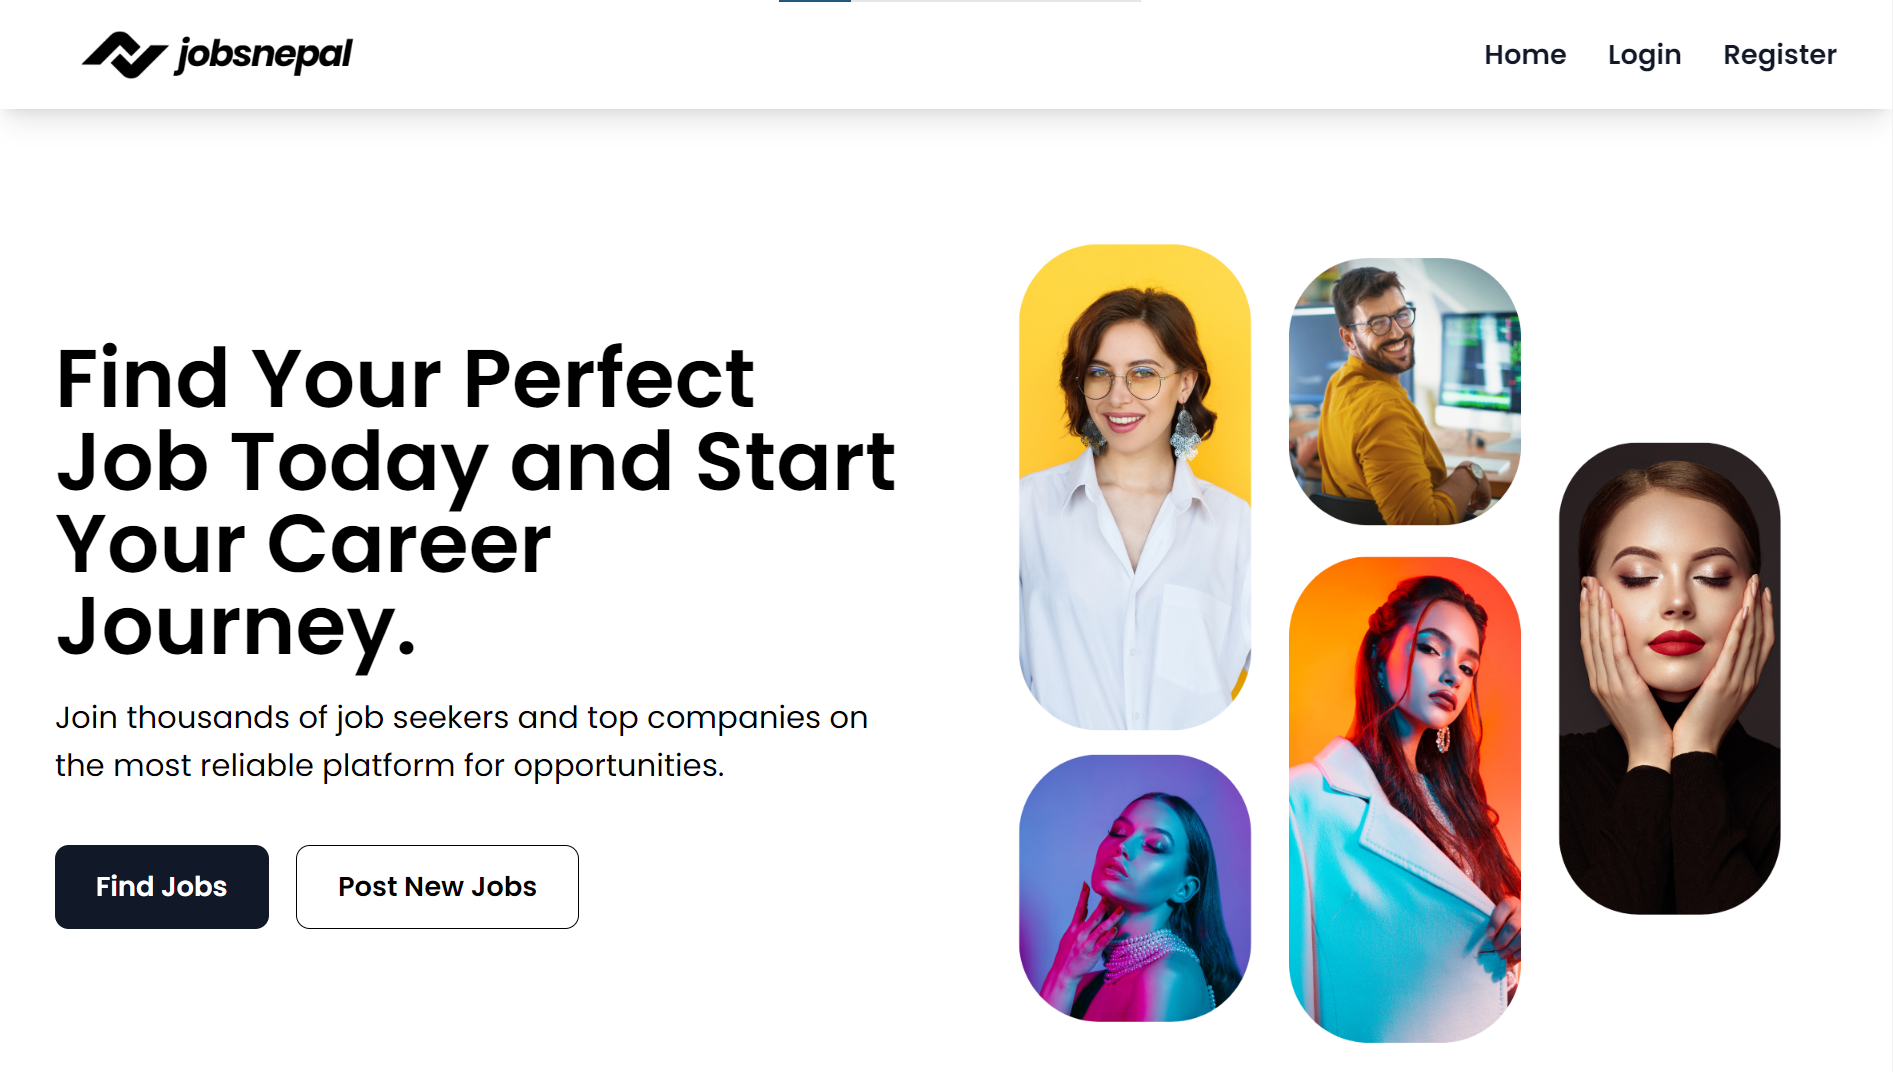 jobsnepal
Home Login Register
Find Your Perfect
Job Today and Start
Your Career
Journey.
Join thousands of job seekers and top companies on
the most reliable platform for opportunities.
Find Jobs Post New Jobs